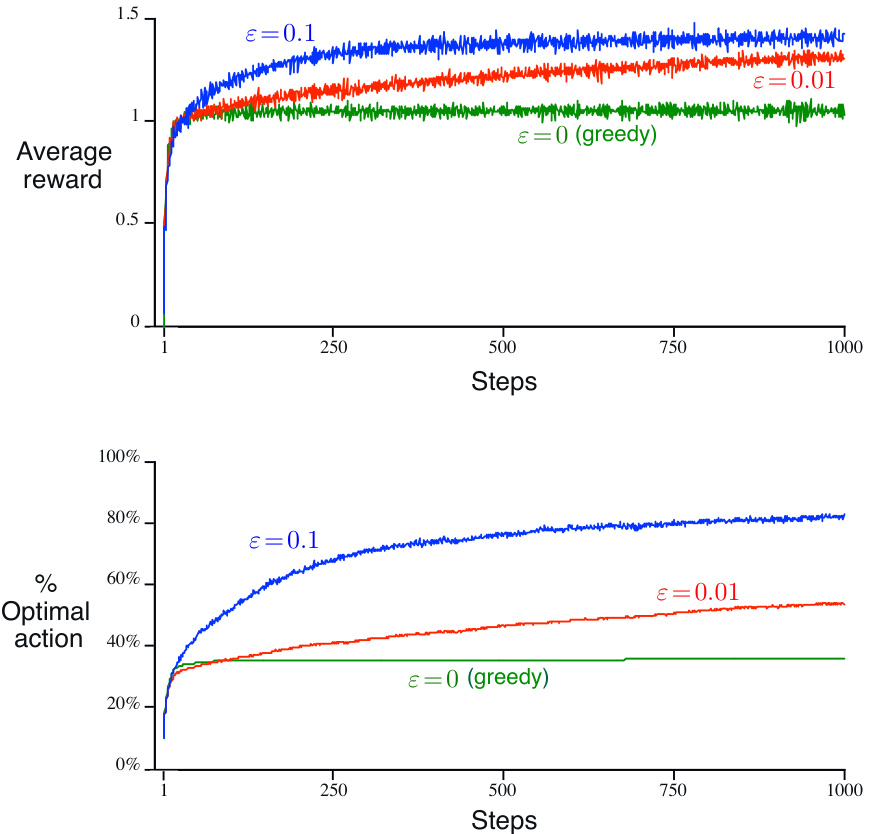 1.5
ε=0.1
ε=0.01
1
ε=0 (greedy)
Average
reward
0.5
0
1
250
500
750
1000
Steps
100%
80%
ε=0.1
60%
ε=0.01
%
Optimal
action
40%
ε=0 (greedy)
20%
0%
1
250
500
750
1000
Steps